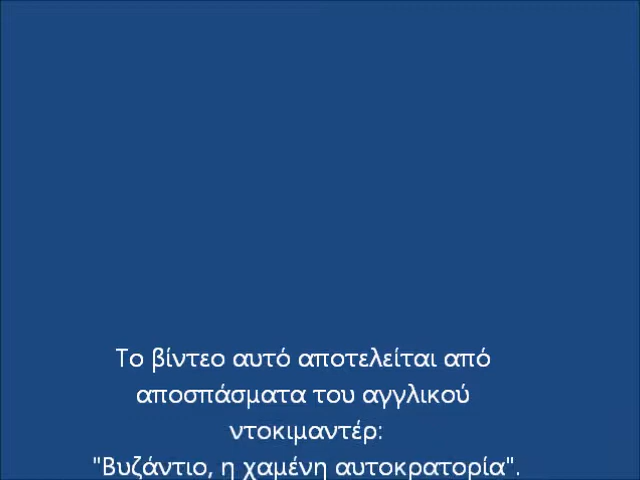 Το βίντεο αυτό αποτελείται από
αποσπάσματα του αγγλικού
ντοκιμαντέρ:
"Βυζάντιο, η χαμένη αυτοκρατορία".